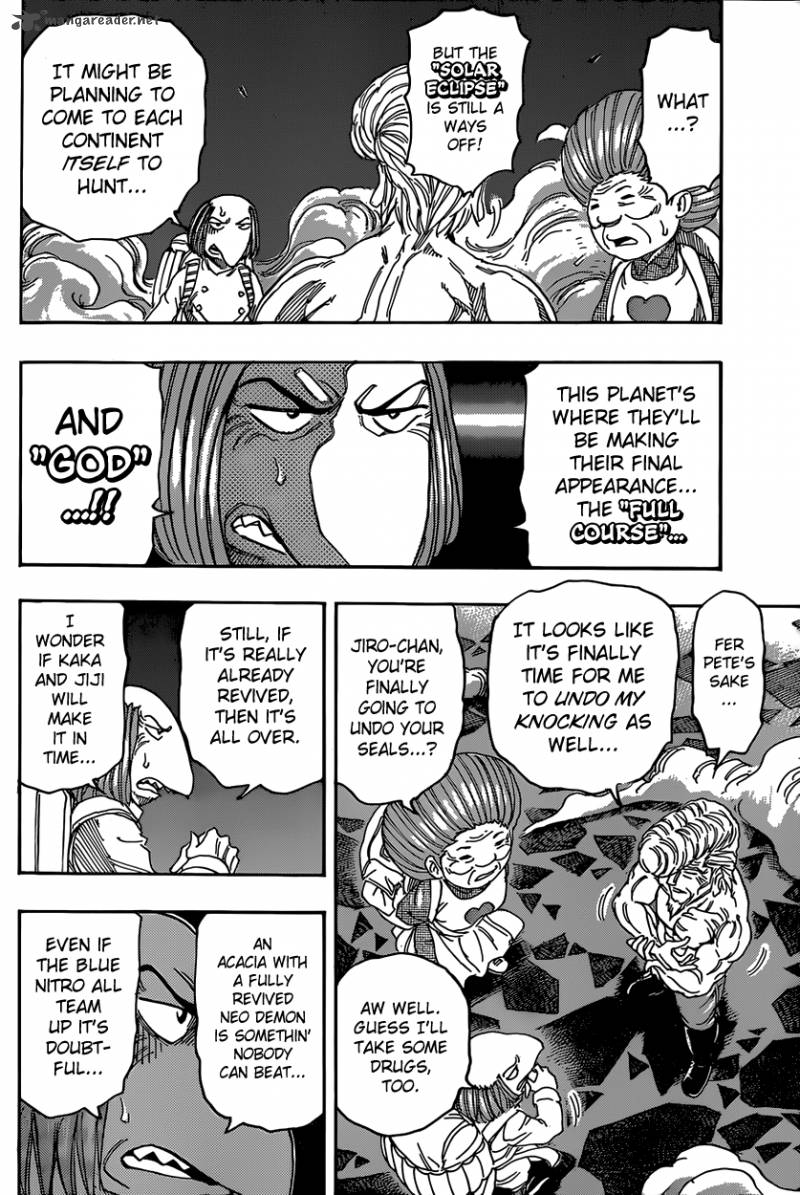 mangareader.net
WHAT
...?
BUT THE
"SOLAR
ECLIPSE"
IS STILL A
WAYS
OFF!
IT MIGHT BE
PLANNING TO
COME TO EACH
CONTINENT
ITSELF TO
HUNT...
THIS PLANET'S
WHERE THEY'LL
BE MAKING
THEIR FINAL
APPEARANCE...
THE "FULL
COURSE"...
AND
"GOD"
...!!
FER
PETE'S
SAKE
...
IT LOOKS LIKE
IT'S FINALLY
TIME FOR ME
TO UNDO MY
KNOCKING AS
WELL...
JIRO-CHAN,
YOU'RE
FINALLY
GOING TO
UNDO YOUR
SEALS...?
AW WELL.
GUESS I'LL
TAKE SOME
DRUGS,
TOO.
STILL, IF
IT'S REALLY
ALREADY
REVIVED,
THEN IT'S
ALL OVER.
I
WONDER
IF KAKA
AND JIJI
WILL
MAKE
IT IN
TIME...
AN
ACACIA WITH
A FULLY
REVIVED
NEO DEMON
IS SOMETHIN'
NOBODY
CAN BEAT...
EVEN IF
THE BLUE
NITRO ALL
TEAM
UP IT'S
DOUBT-
FUL...